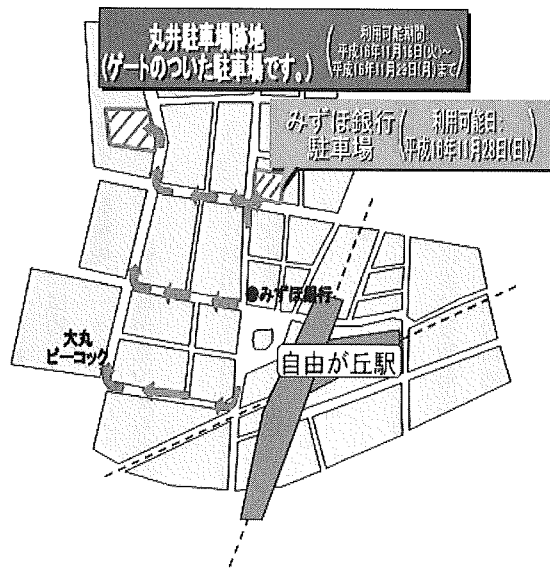 丸井駐車場跡地
(ゲートのついた駐車場です。)
利用可能期間:
平成16年11月16日(火)~
平成16年11月29日(月)まで
みずほ銀行
駐車場
利用可能日:
平成16年11月28日(日)
@みずほ銀行
大丸
ピーコック
自由が丘駅